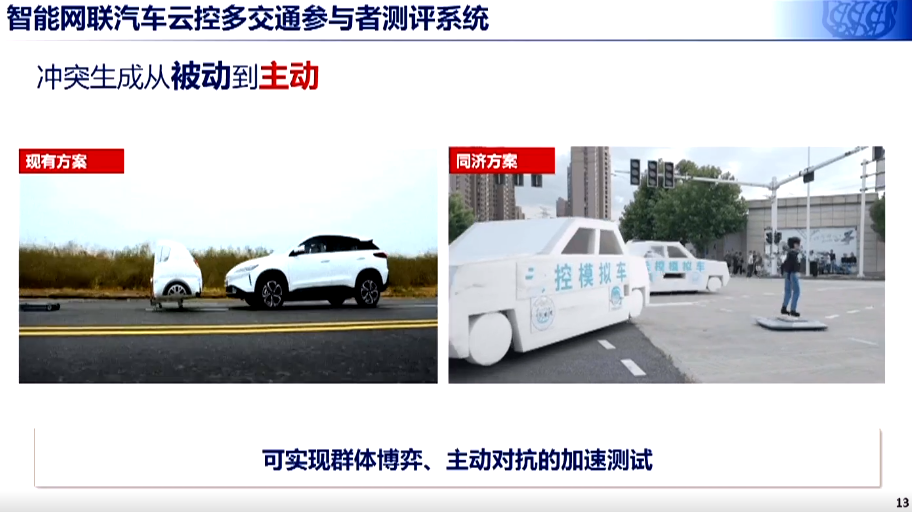 智能网联汽车云控多交通参与者测评系统
冲突生成从被动到主动
现有方案
同济方案
控模拟车
控模拟车
可实现群体博弈、主动对抗的加速测试
13